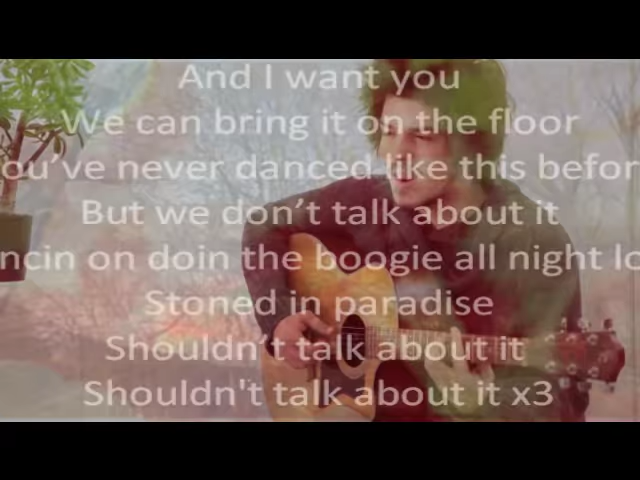 And I want you
We can bring it on the floor
ou've never danced like this befor
But we don't talk about it
ncin on doin the boogie all night lo
Stoned in paradise
Shouldn't talk about it
Shouldn't talk about it x3